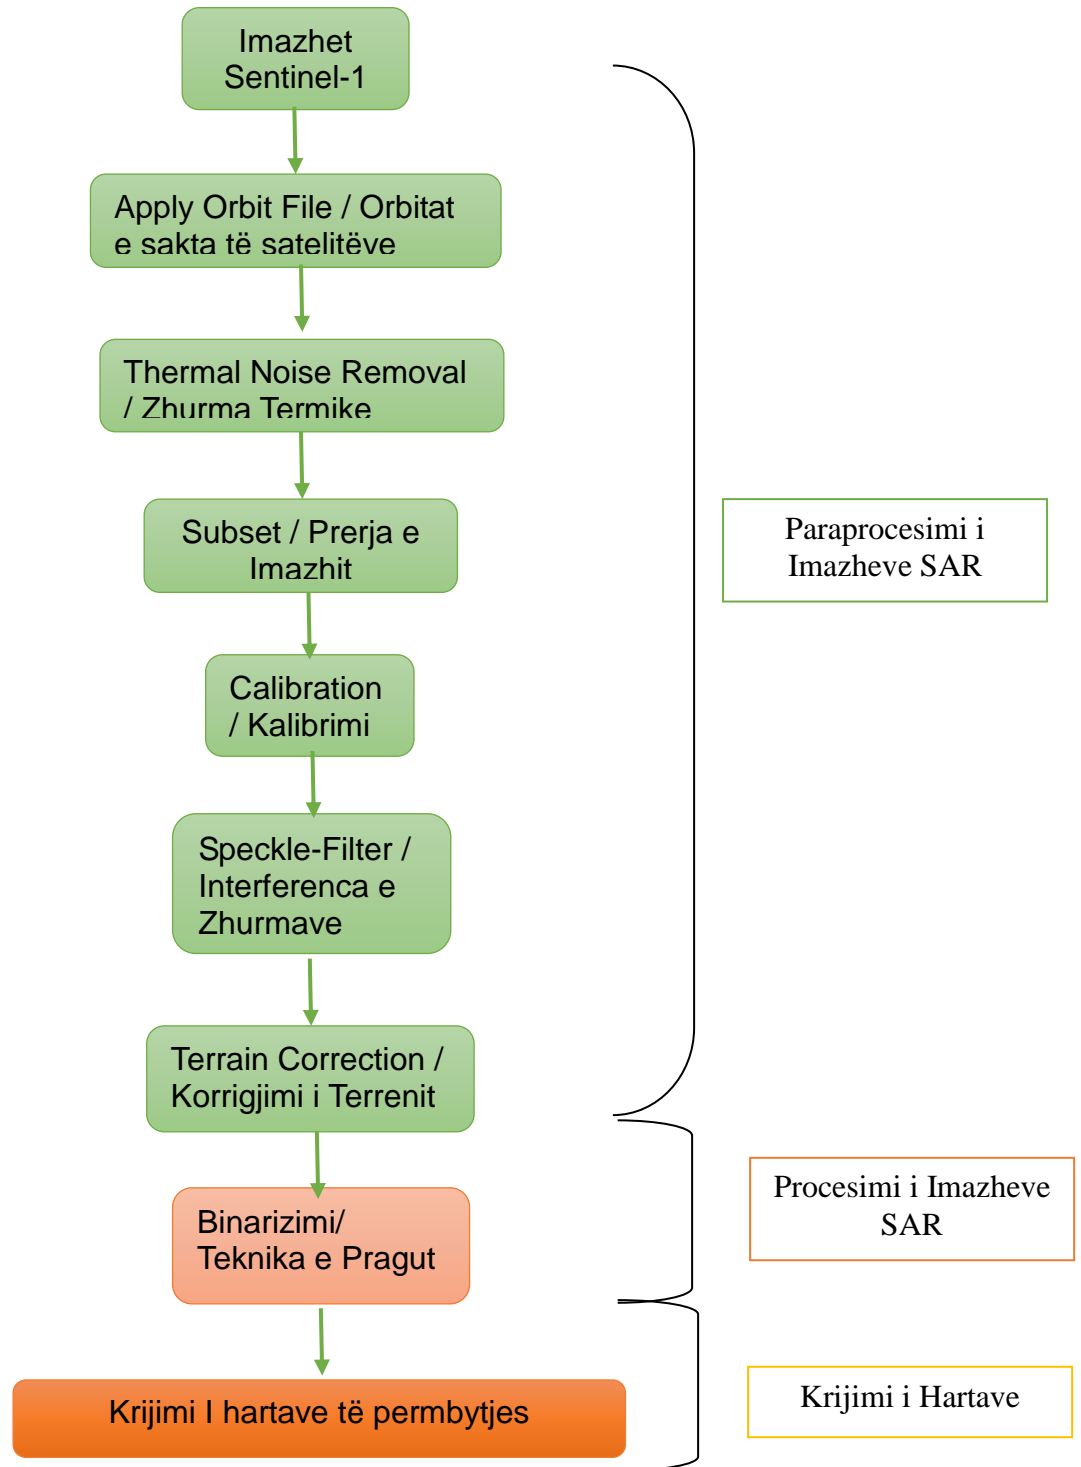 Imazhet
Sentinel-1
Apply Orbit File / Orbitat
e sakta të satelitëve
Thermal Noise Removal
/ Zhurma Termike
Subset / Prerja e
Imazhit
Calibration
/ Kalibrimi
Speckle-Filter /
Interferenca e
Zhurmave
Terrain Correction /
Korrigjimi i Terrenit
Binarizimi/
Teknika e Pragut
Krijimi I hartave të permbytjes
Paraprocesimi i
Imazheve SAR
Procesimi i Imazheve
SAR
Krijimi i Hartave